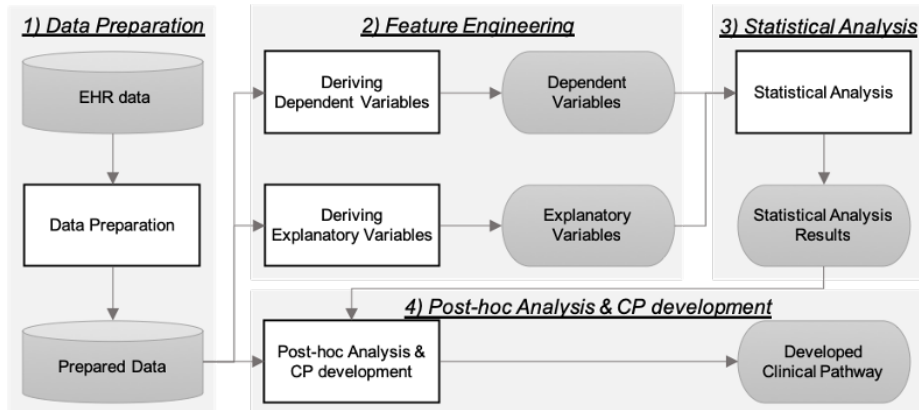 1) Data Preparation
EHR data
Data Preparation
Prepared Data
2) Feature Engineering
Deriving
Dependent Variables
Dependent
Variables
Deriving
Explanatory Variables
Explanatory
Variables
3) Statistical Analysis
Statistical Analysis
Statistical Analysis
Results
4) Post-hoc Analysis & CP development
Post-hoc Analysis &
CP development
Developed
Clinical Pathway